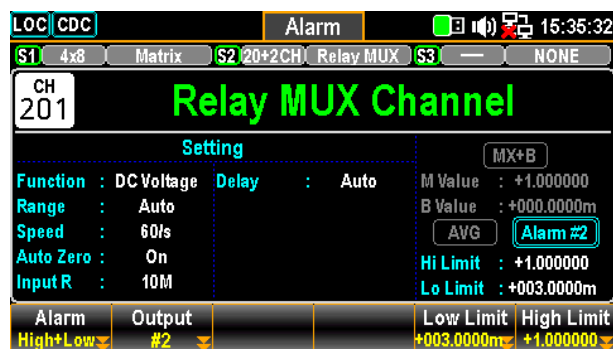 LOC CDC Alarm 15:35:32
S1 4x8 Matrix S2 20+2CH Relay MUX S3 — NONE
CH
201
Relay MUX Channel
Setting
MX+B
Function : DC Voltage Delay : Auto M Value : +1.000000
Range : Auto B Value : +000.0000m
Speed : 60/s AVG Alarm #2
Auto Zero : On Hi Limit : +1.000000
Input R : 10M Lo Limit : +003.0000m
Alarm Output Low Limit High Limit
High+Low #2 +003.0000m +1.000000